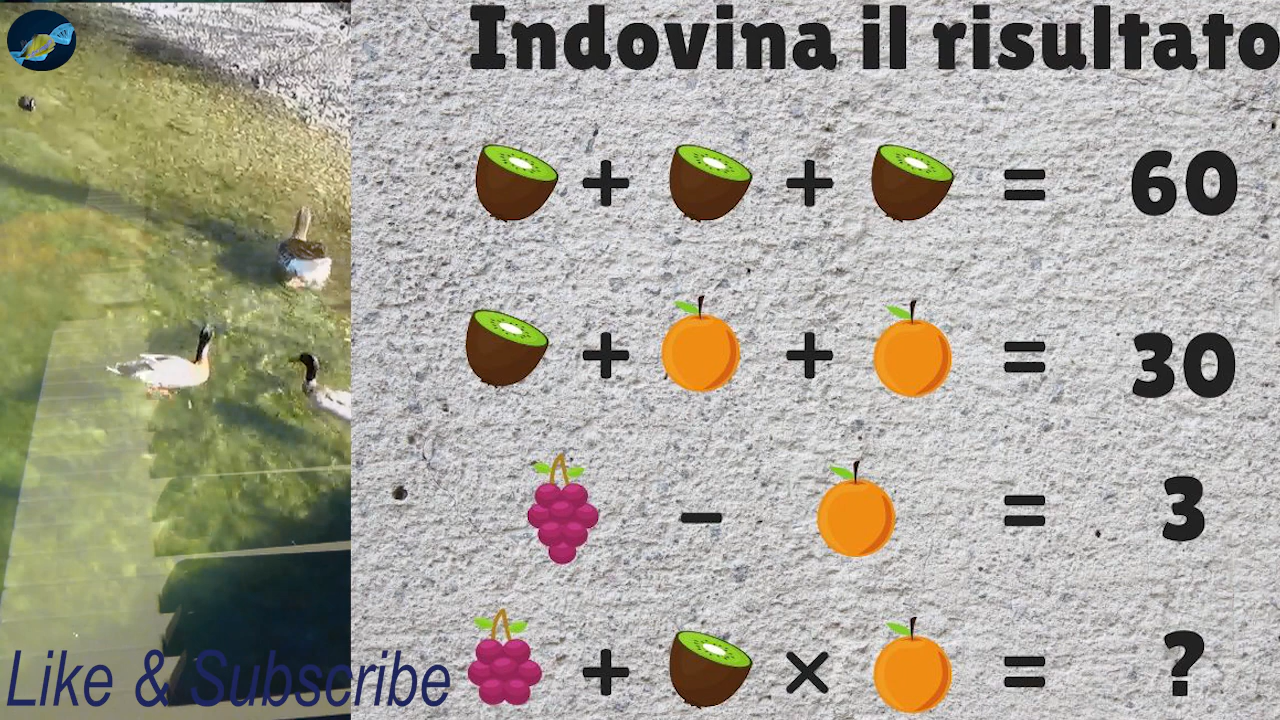 Indovina il risultato
+ + = 60
+ + = 30
- = 3
+ × = ?
Like & Subscribe